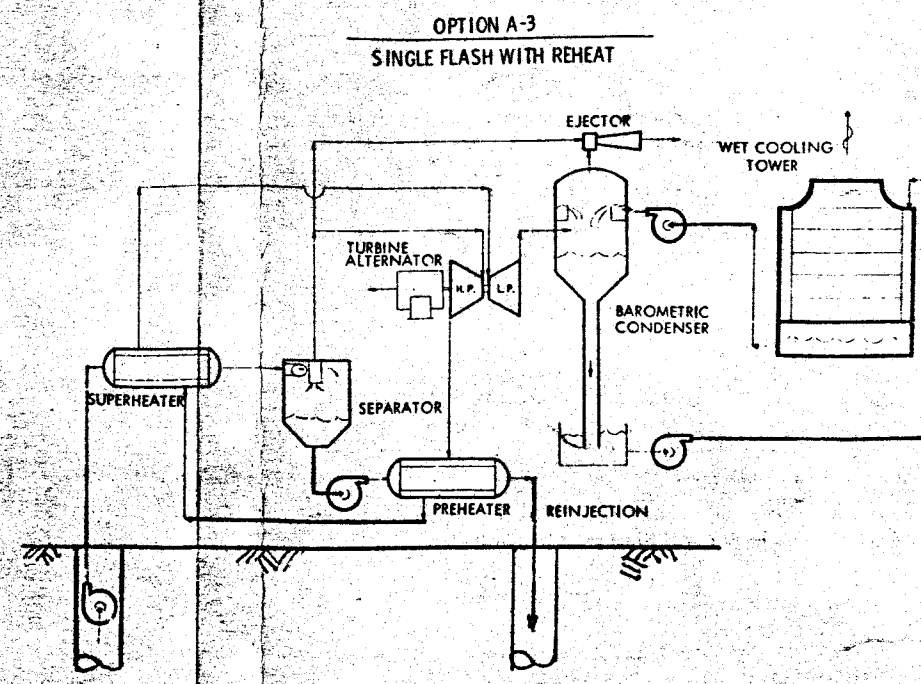 OPTION A-3
SINGLE FLASH WITH REHEAT
EJECTOR
WET COOLING
TOWER
TURBINE
ALTERNATOR
H.P.
L.P.
BAROMETRIC
CONDENSER
SUPERHEATER
SEPARATOR
PREHEATER
REINJECTION